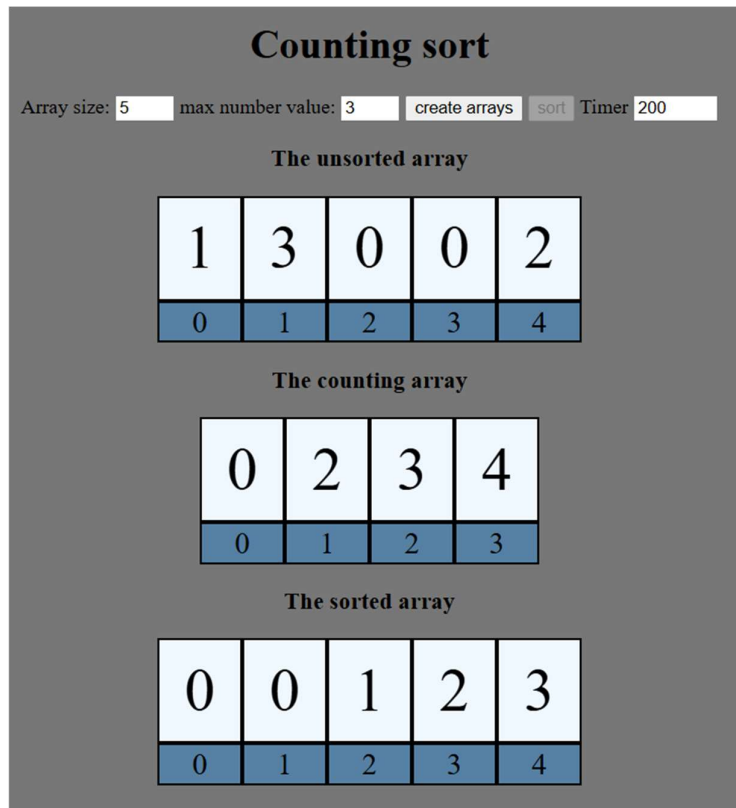 Counting sort
Array size: 5 max number value: 3 create arrays sort Timer 200
The unsorted array
1 3 0 0 2
0 1 2 3 4
The counting array
0 2 3 4
0 1 2 3
The sorted array
0 0 1 2 3
0 1 2 3 4